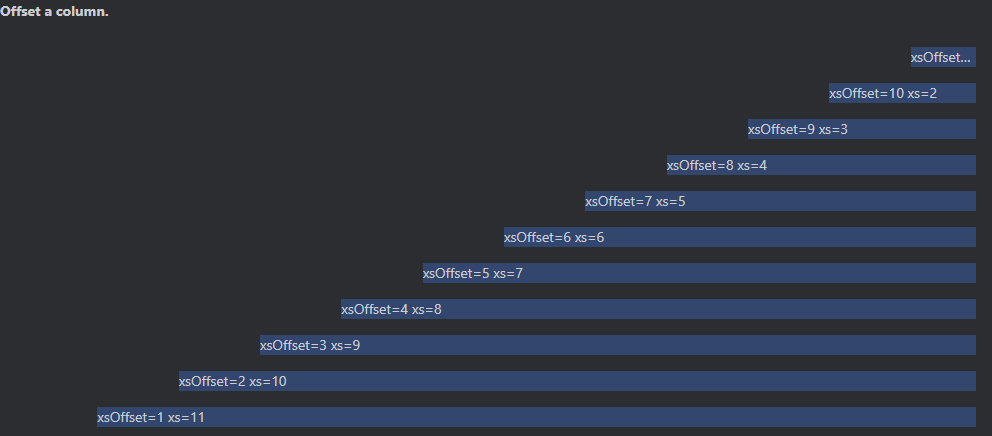 Offset a column.
xsOffset...
xsOffset=10 xs=2
xsOffset=9 xs=3
xsOffset=8 xs=4
xsOffset=7 xs=5
xsOffset=6 xs=6
xsOffset=5 xs=7
xsOffset=4 xs=8
xsOffset=3 xs=9
xsOffset=2 xs=10
xsOffset=1 xs=11